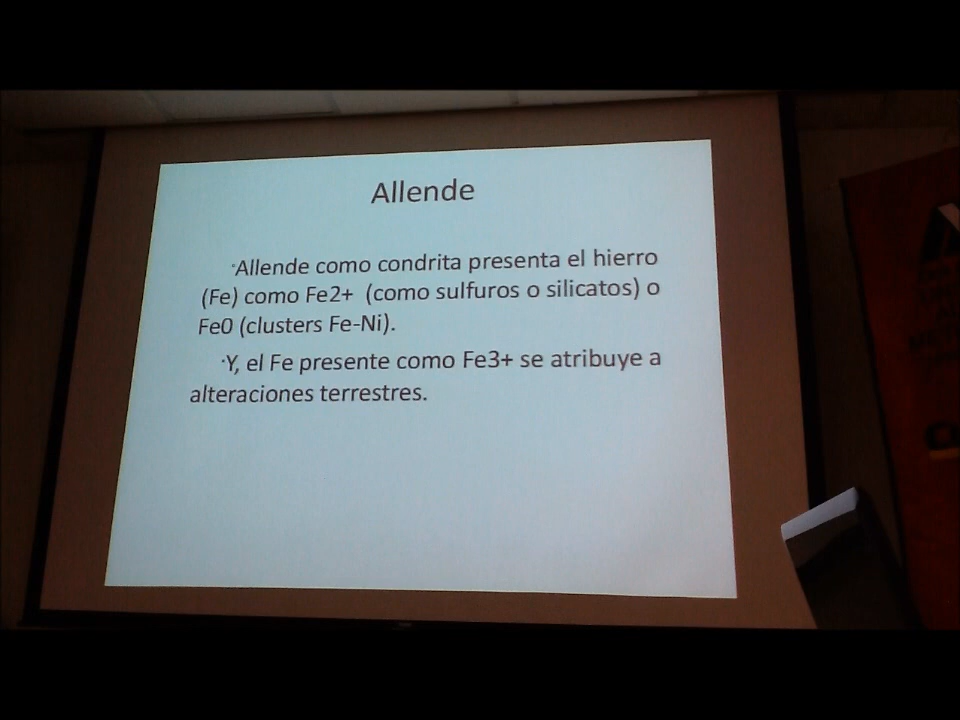 Allende
Allende como condrita presenta el hierro
(Fe) como Fe2+ (como sulfuros o silicatos) o
Fe0 (clusters Fe-Ni).
Y, el Fe presente como Fe3+ se atribuye a
alteraciones terrestres.